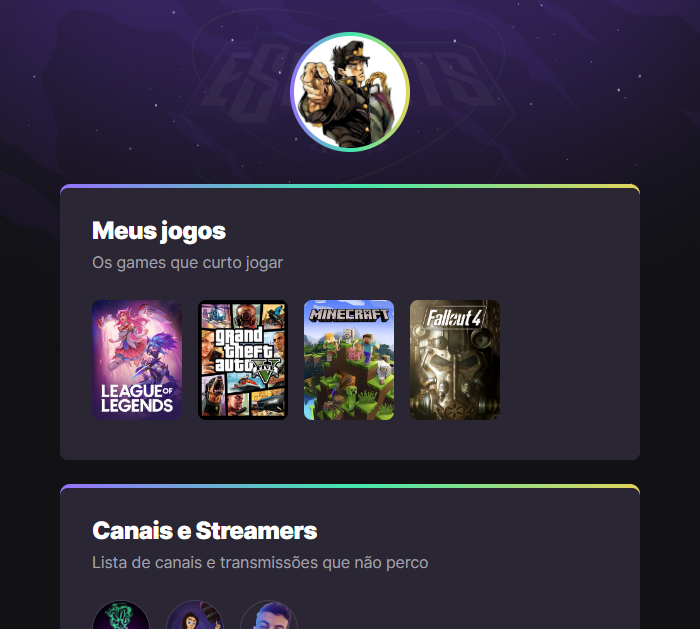 ESPORTS
Meus jogos
Os games que curto jogar
LEAGUE OF
LEGENDS
grand
theft
auto V
FIVE
MINECRAFT
Fallout 4
Canais e Streamers
Lista de canais e transmissões que não perco